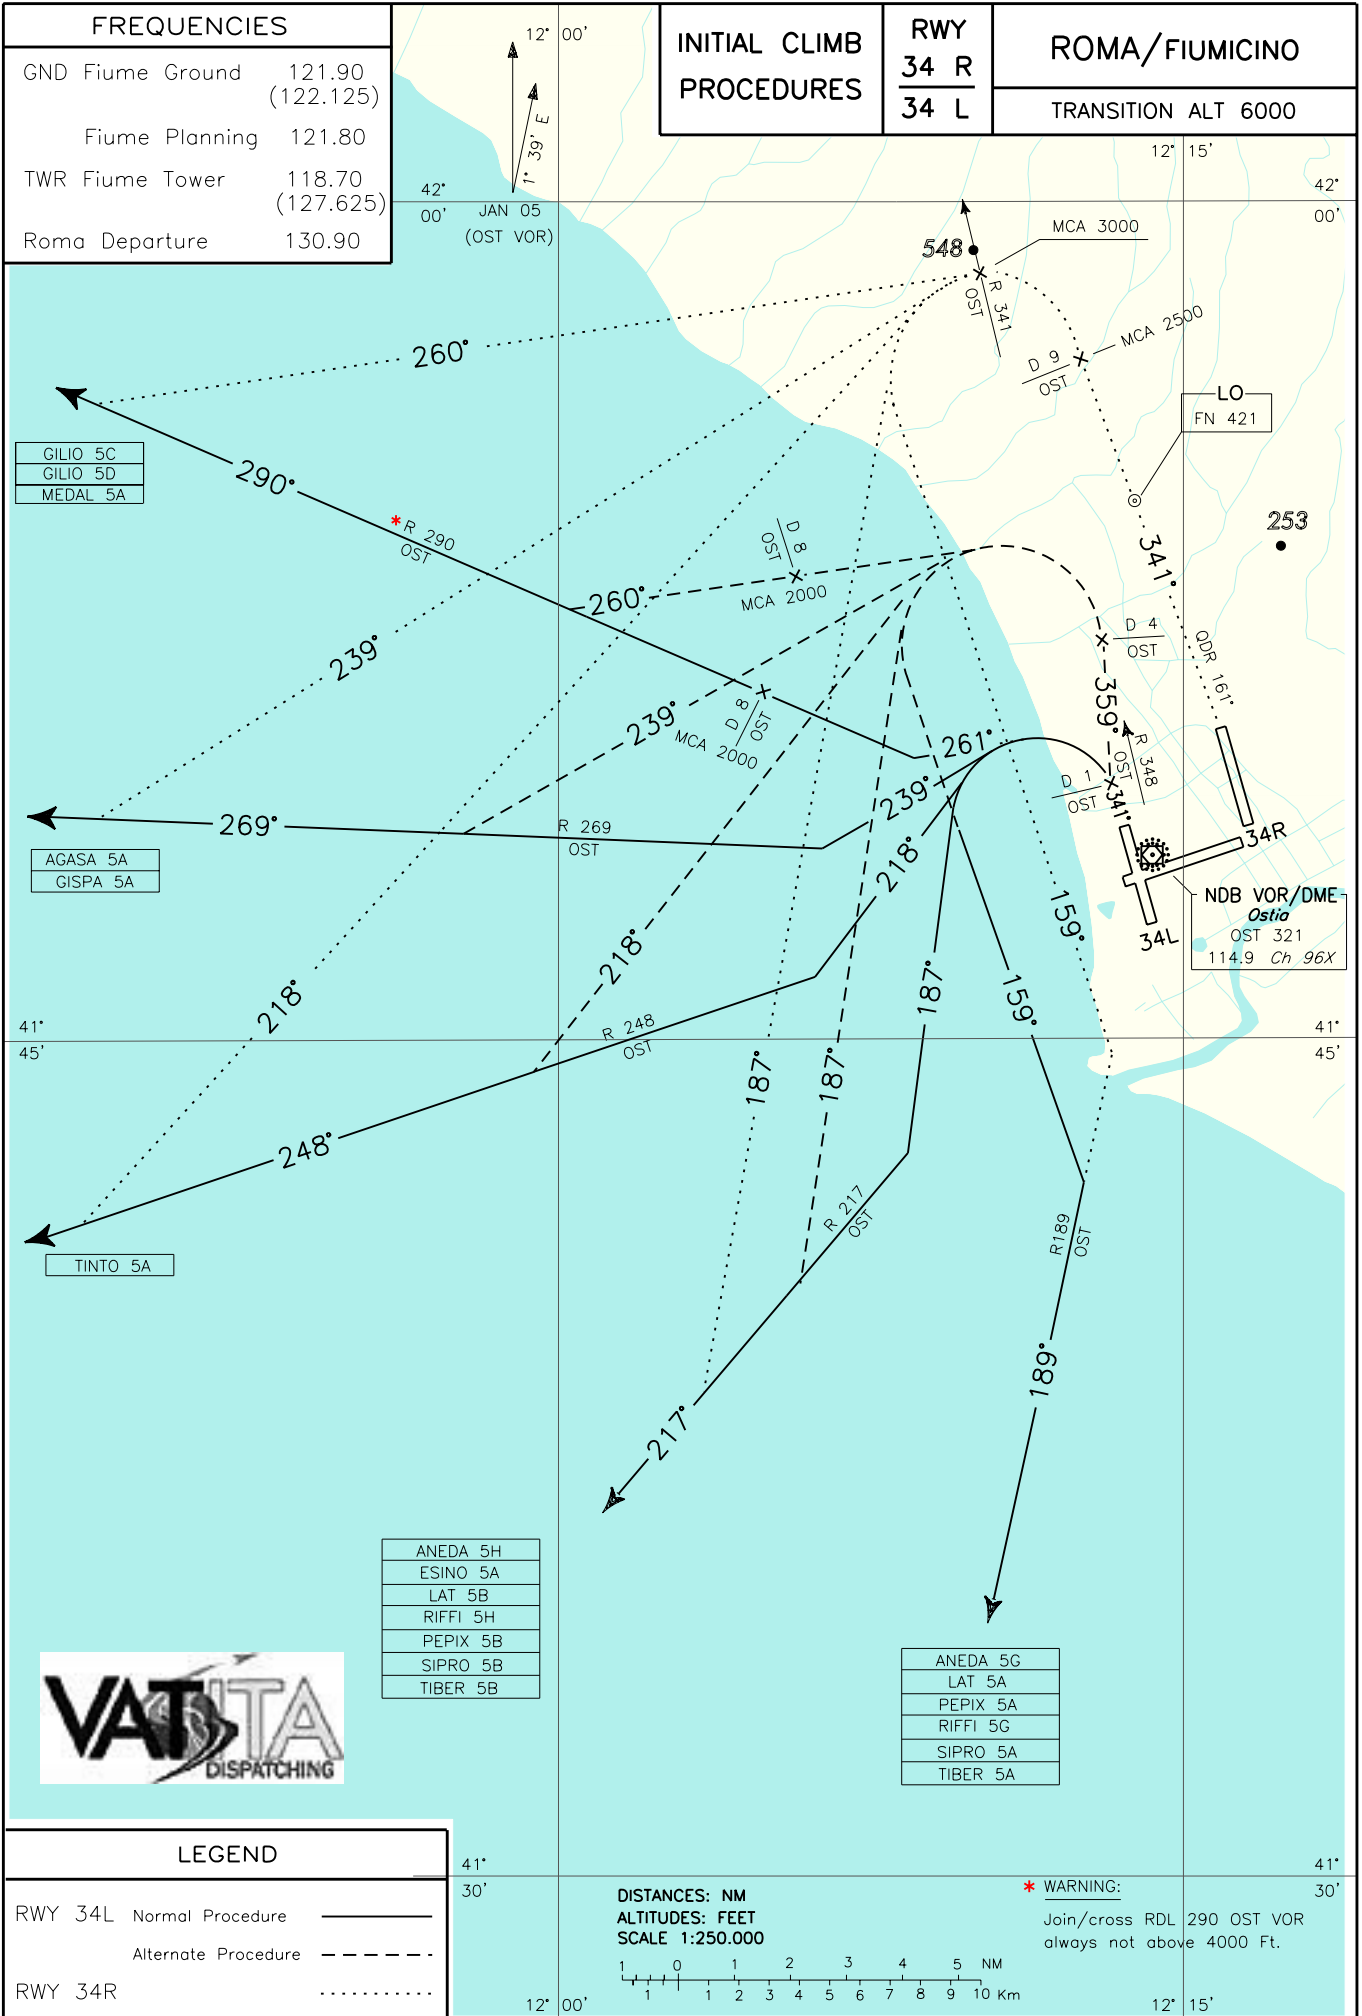 FREQUENCIES
GND Fiume Ground 121.90
(122.125)
Fiume Planning 121.80
TWR Fiume Tower 118.70
(127.625)
Roma Departure 130.90
INITIAL CLIMB
PROCEDURES
RWY
34 R
34 L
ROMA/FIUMICINO
TRANSITION ALT 6000
12° 00'
1° 39' E
JAN 05
(OST VOR)
42°
00'
12° 15'
42°
00'
MCA 3000
548
R 341
OST
MCA 2500
D 9
OST
260°
LO
FN 421
GILIO 5C
GILIO 5D
MEDAL 5A
290°
* R 290
OST
D 8
OST
MCA 2000
253
341°
260°
D 4
OST
QDR 161°
239°
359°
D 8
OST
MCA 2000
239°
261°
R 348
OST
D 1
OST
341°
239°
269°
R 269
OST
218°
34R
AGASA 5A
GISPA 5A
NDB VOR/DME
Ostia
OST 321
114.9 Ch 96X
34L
159°
218°
187°
159°
218°
41°
45'
R 248
OST
41°
45'
187°
187°
248°
R 217
OST
R189
OST
TINTO 5A
189°
217°
ANEDA 5H
ESINO 5A
LAT 5B
RIFFI 5H
PEPIX 5B
SIPRO 5B
TIBER 5B
ANEDA 5G
LAT 5A
PEPIX 5A
RIFFI 5G
SIPRO 5A
TIBER 5A
VATITA
DISPATCHING
LEGEND
RWY 34L Normal Procedure
Alternate Procedure
RWY 34R
41°
30'
DISTANCES: NM
ALTITUDES: FEET
SCALE 1:250.000
1 0 1 2 3 4 5 NM
1 1 2 3 4 5 6 7 8 9 10 Km
* WARNING:
Join/cross RDL 290 OST VOR
always not above 4000 Ft.
41°
30'
12° 00'
12° 15'